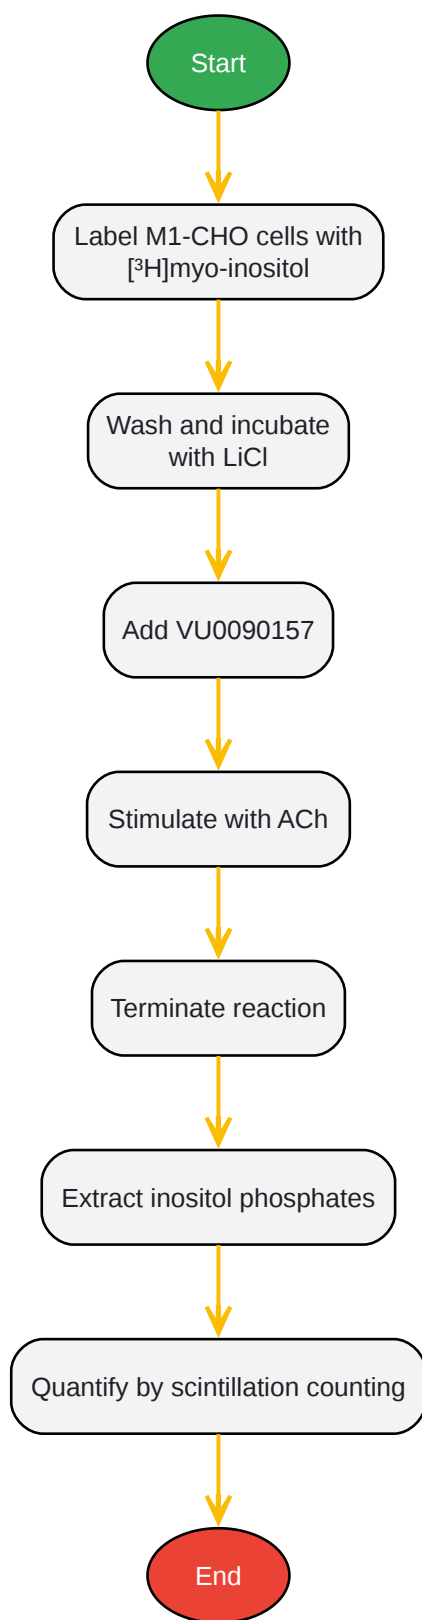 Start
Label M1-CHO cells with
[³H]myo-inositol
Wash and incubate
with LiCl
Add VU0090157
Stimulate with ACh
Terminate reaction
Extract inositol phosphates
Quantify by scintillation counting
End